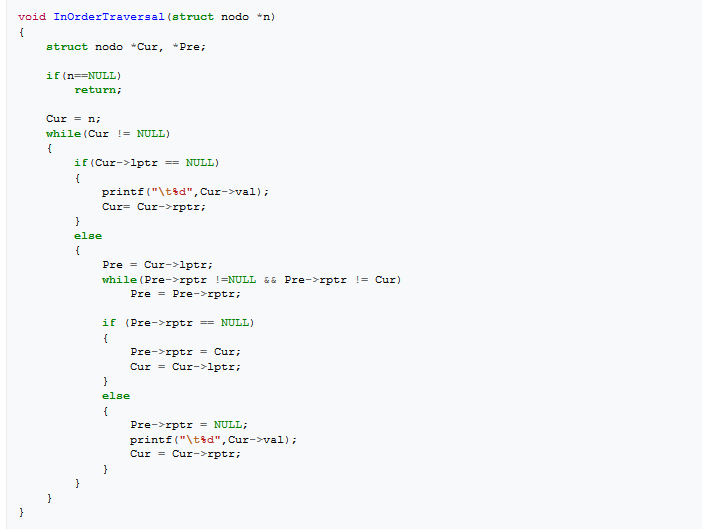 void InOrderTraversal(struct nodo *n)
{
    struct nodo *Cur, *Pre;

    if(n==NULL)
        return;

    Cur = n;
    while(Cur != NULL)
    {
        if(Cur->lptr == NULL)
        {
            printf("\t%d",Cur->val);
            Cur= Cur->rptr;
        }
        else
        {
            Pre = Cur->lptr;
            while(Pre->rptr !=NULL && Pre->rptr != Cur)
                Pre = Pre->rptr;

            if (Pre->rptr == NULL)
            {
                Pre->rptr = Cur;
                Cur = Cur->lptr;
            }
            else
            {
                Pre->rptr = NULL;
                printf("\t%d",Cur->val);
                Cur = Cur->rptr;
            }
        }
    }
}